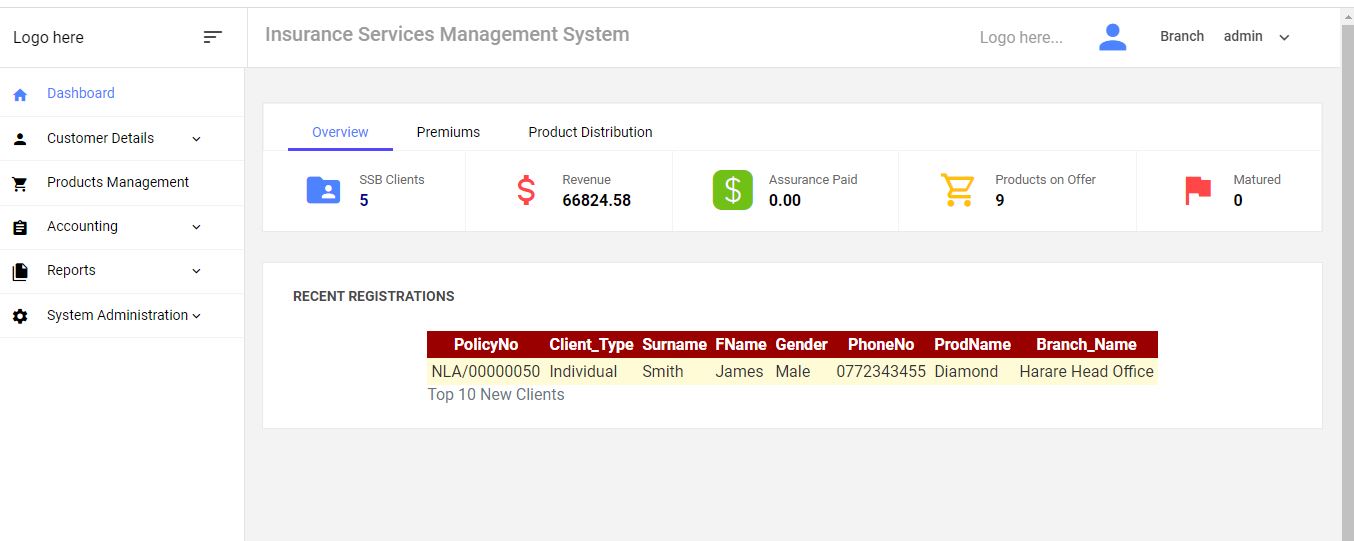 Logo here
Insurance Services Management System
Logo here...
Branch admin
Dashboard
Customer Details
Products Management
Accounting
Reports
System Administration
Overview Premiums Product Distribution
SSB Clients
5
Revenue
66824.58
Assurance Paid
0.00
Products on Offer
9
Matured
0
RECENT REGISTRATIONS
PolicyNo Client_Type Surname FName Gender PhoneNo ProdName Branch_Name
NLA/00000050 Individual Smith James Male 0772343455 Diamond Harare Head Office
Top 10 New Clients